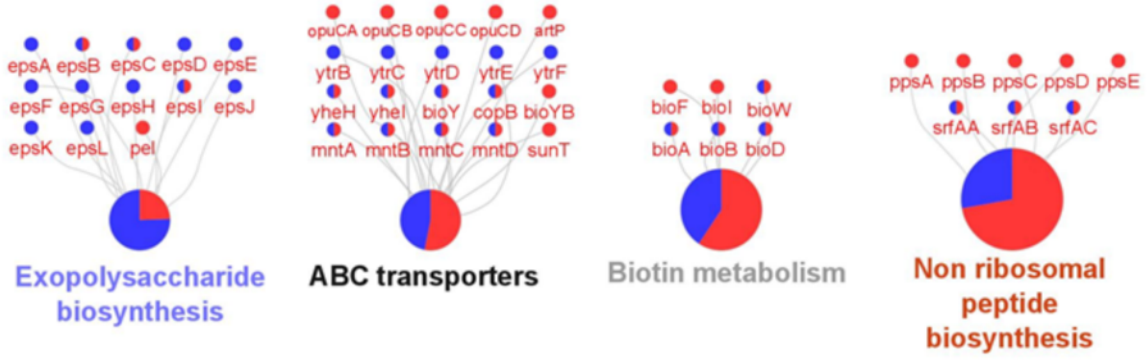 opuCA opuCB opuCC opuCD artP
epsA epsB epsC epsD epsE
ytrB ytrC ytrD ytrE ytrF
ppsA ppsB ppsC ppsD ppsE
epsF epsG epsH epsI epsJ
yheH yheI bioY copB bioYB
bioF bioI bioW
srfAA srfAB srfAC
epsK epsL pel
mntA mntB mntC mntD sunT
bioA bioB bioD
Exopolysaccharide
biosynthesis
ABC transporters
Biotin metabolism
Non ribosomal
peptide
biosynthesis